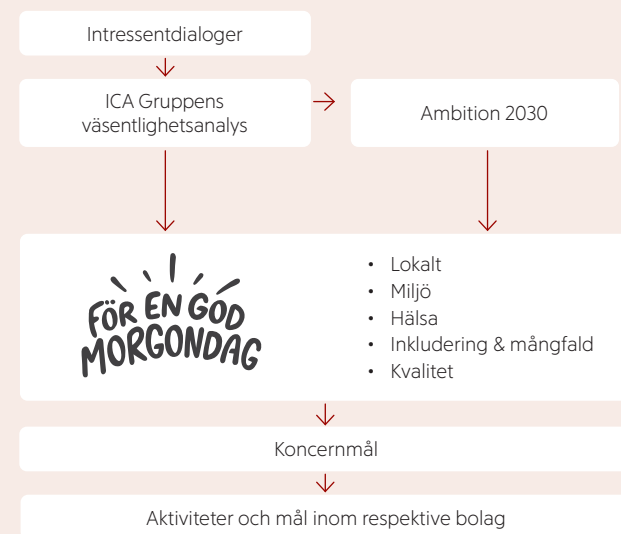 Intressentdialoger
ICA Gruppens
väsentlighetsanalys
Ambition 2030
FÖR EN GOD
MORGONDAG
• Lokalt
• Miljö
• Hälsa
• Inkludering & mångfald
• Kvalitet
Koncernmål
Aktiviteter och mål inom respektive bolag